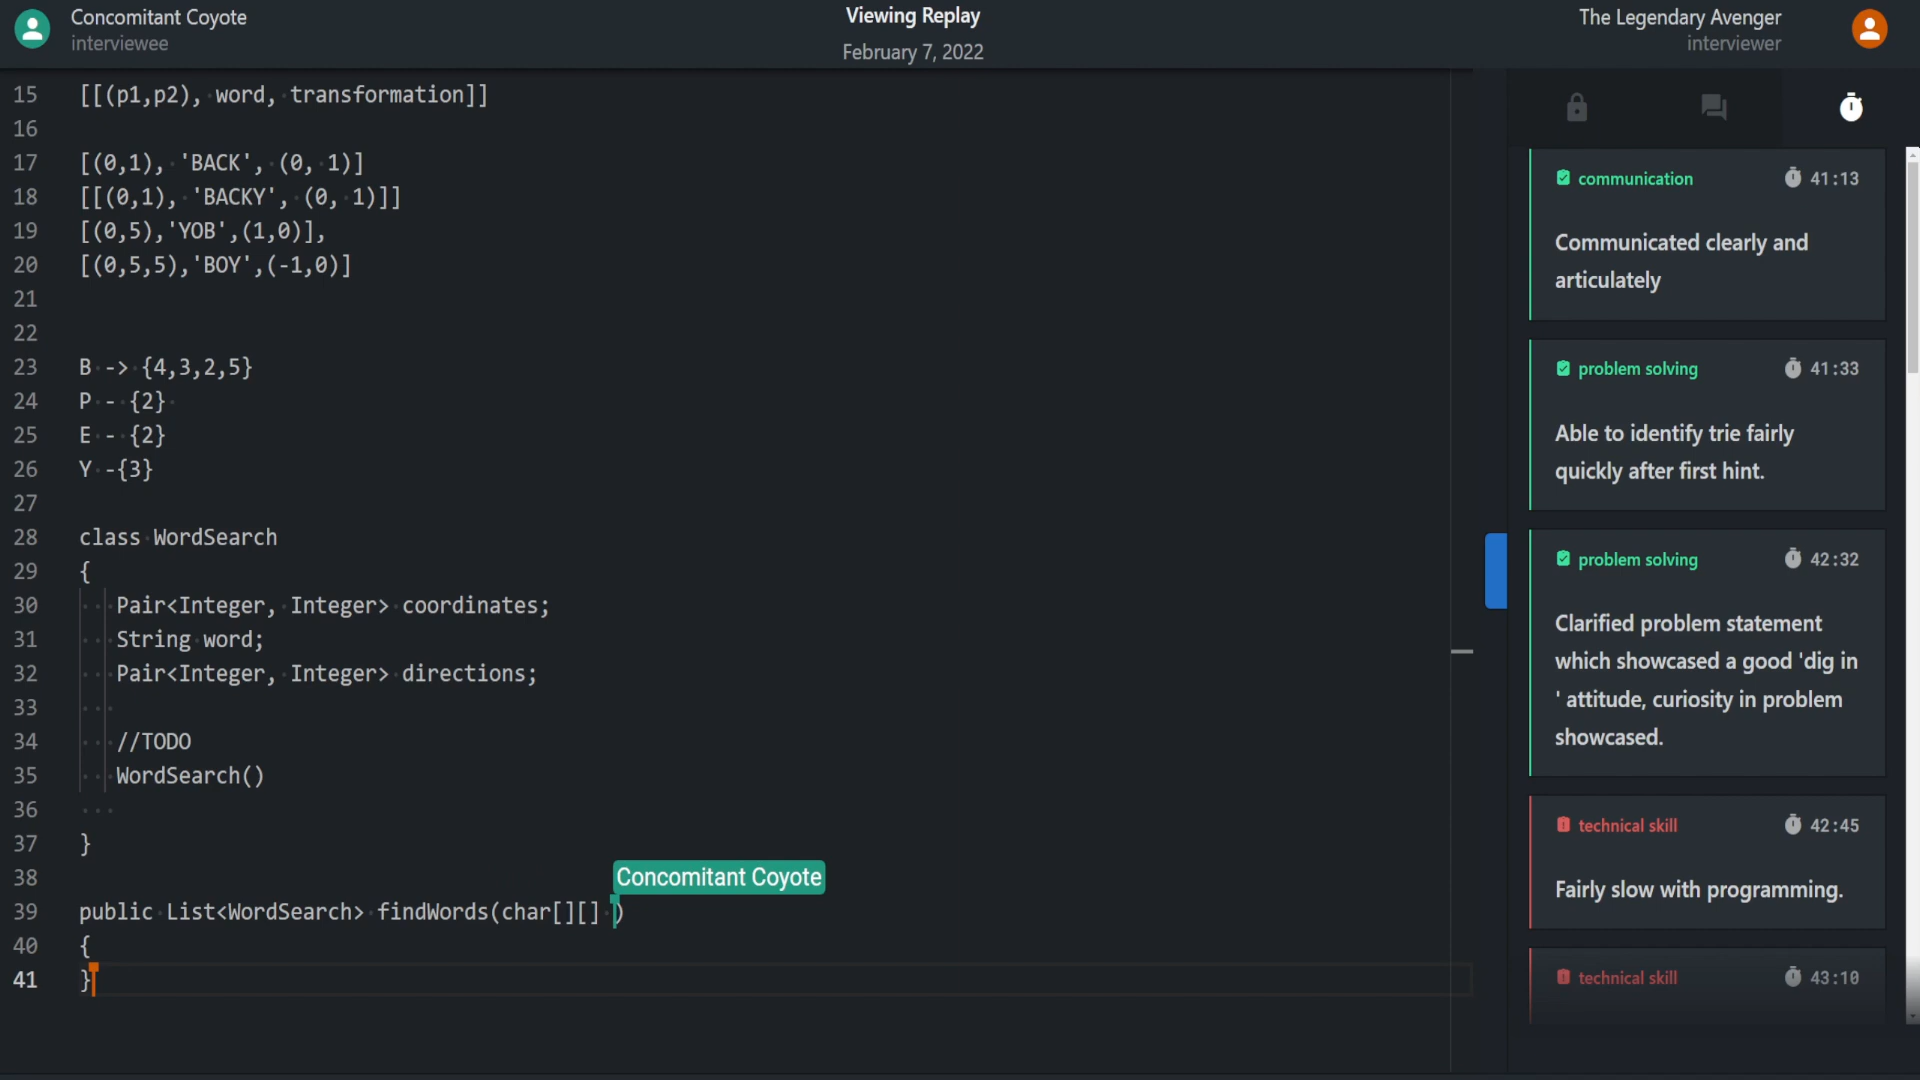 Concomitant Coyote
interviewee
Viewing Replay
February 7, 2022
The Legendary Avenger
interviewer
15 [[(p1,p2), word, transformation]]
16
17 [(0,1), 'BACK', (0, 1)]
18 [[(0,1), 'BACKY', (0, 1)]]
19 [(0,5),'YOB',(1,0)],
20 [(0,5,5),'BOY',(-1,0)]
21
22
23 B -> {4,3,2,5}
24 P - {2}
25 E - {2}
26 Y -{3}
27
28 class WordSearch
29 {
30 Pair<Integer, Integer> coordinates;
31 String word;
32 Pair<Integer, Integer> directions;
33
34 //TODO
35 WordSearch()
36
37 }
38
Concomitant Coyote
39 public List<WordSearch> findWords(char[][] )
40 {
41 }
communication 41:13
Communicated clearly and
articulately
problem solving 41:33
Able to identify trie fairly
quickly after first hint.
problem solving 42:32
Clarified problem statement
which showcased a good 'dig in
' attitude, curiosity in problem
showcased.
technical skill 42:45
Fairly slow with programming.
technical skill 43:10